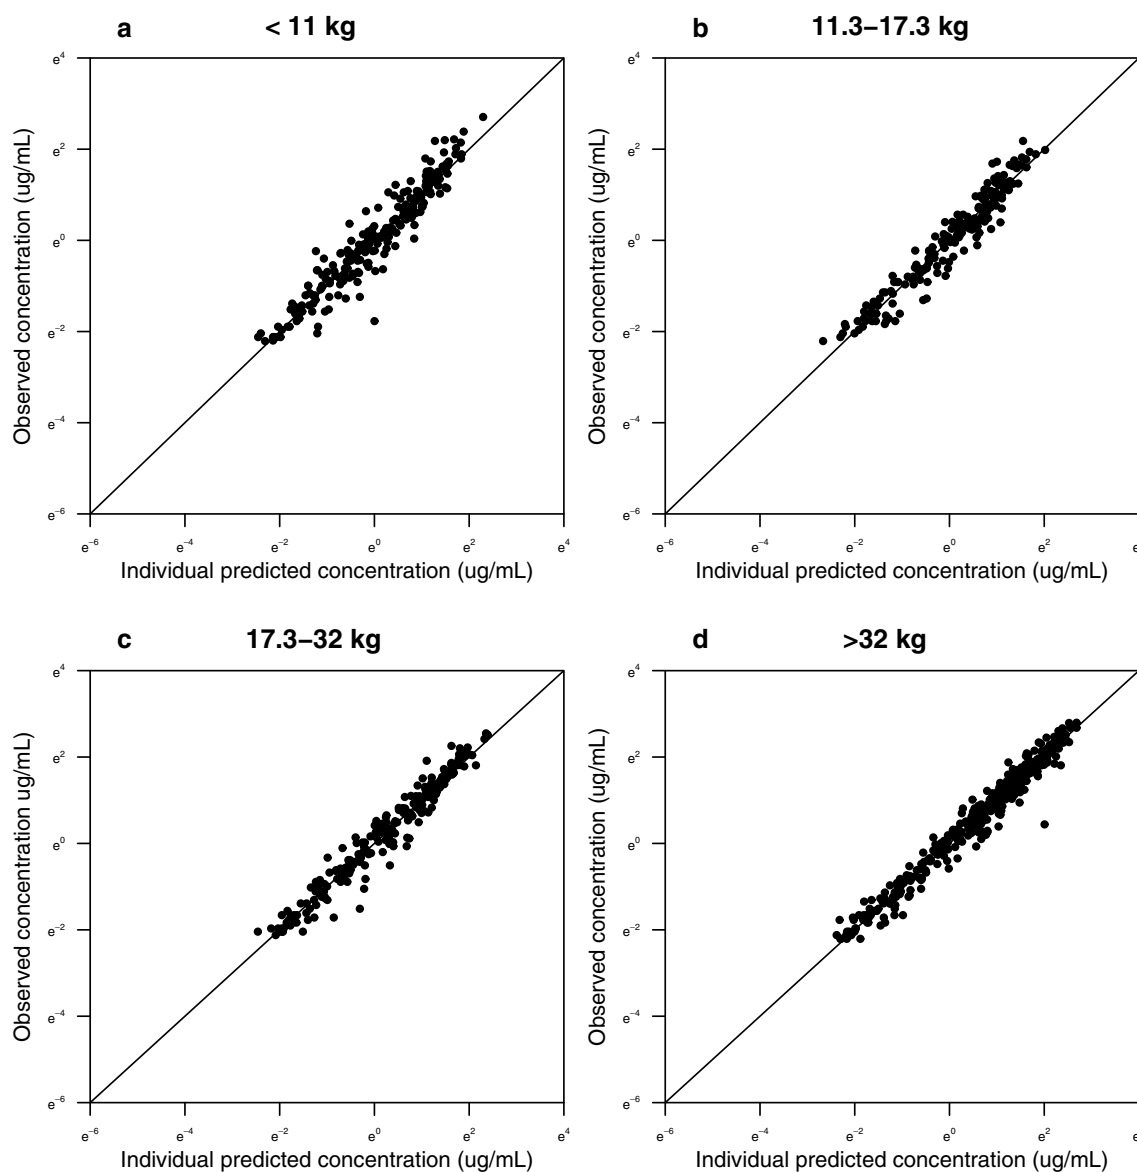 a < 11 kg
Observed concentration (ug/mL)
e⁴
e²
e⁰
e⁻²
e⁻⁴
e⁻⁶
e⁻⁶ e⁻⁴ e⁻² e⁰ e² e⁴
Individual predicted concentration (ug/mL)
b 11.3–17.3 kg
Observed concentration (ug/mL)
e⁴
e²
e⁰
e⁻²
e⁻⁴
e⁻⁶
e⁻⁶ e⁻⁴ e⁻² e⁰ e²
Individual predicted concentration (ug/mL)
c 17.3–32 kg
Observed concentration ug/mL)
e⁴
e²
e⁰
e⁻²
e⁻⁴
e⁻⁶
e⁻⁶ e⁻⁴ e⁻² e⁰ e² e⁴
Individual predicted concentration (ug/mL)
d >32 kg
Observed concentration (ug/mL)
e⁴
e²
e⁰
e⁻²
e⁻⁴
e⁻⁶
e⁻⁶ e⁻⁴ e⁻² e⁰ e²
Individual predicted concentration (ug/mL)